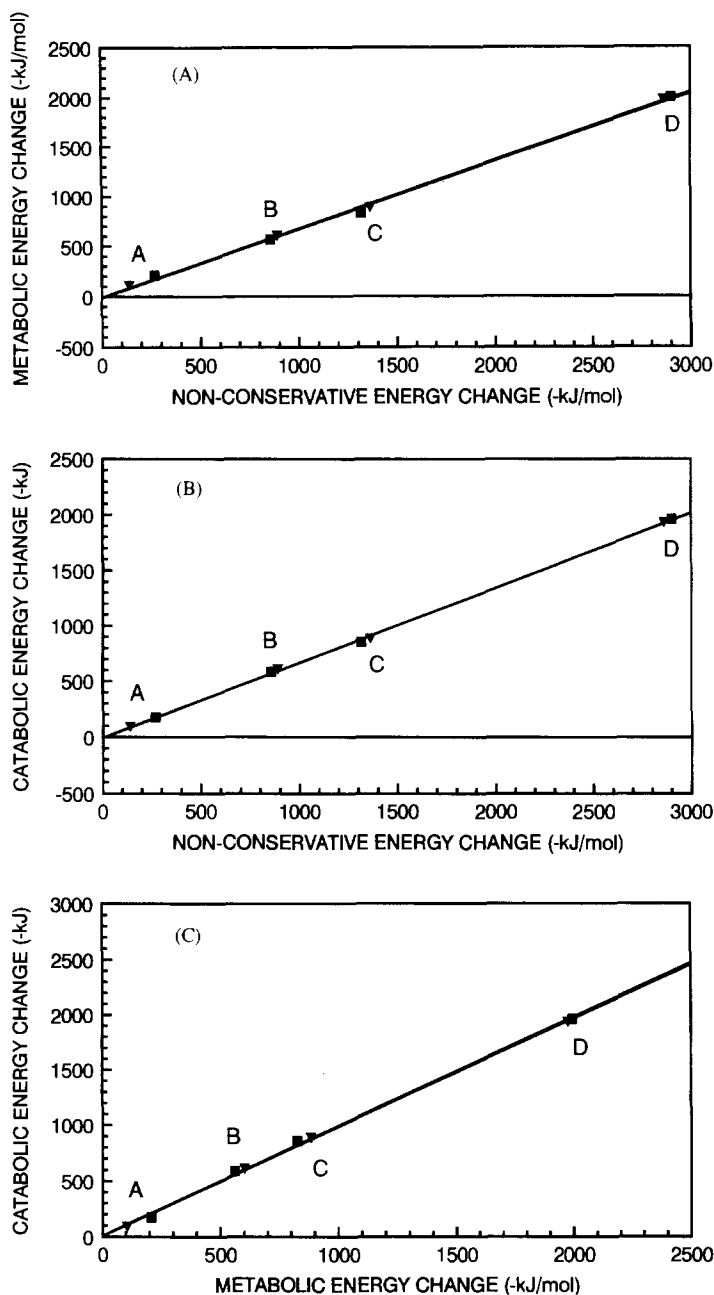 METABOLIC ENERGY CHANGE (-kJ/mol)
2500
2000
1500
1000
500
0
-500
(A)
A
B
C
D
0 500 1000 1500 2000 2500 3000
NON-CONSERVATIVE ENERGY CHANGE (-kJ/mol)
CATABOLIC ENERGY CHANGE (-kJ)
2500
2000
1500
1000
500
0
-500
(B)
A
B
C
D
0 500 1000 1500 2000 2500 3000
NON-CONSERVATIVE ENERGY CHANGE (-kJ/mol)
CATABOLIC ENERGY CHANGE (-kJ)
3000
2500
2000
1500
1000
500
0
(C)
A
B
C
D
0 500 1000 1500 2000 2500
METABOLIC ENERGY CHANGE (-kJ/mol)